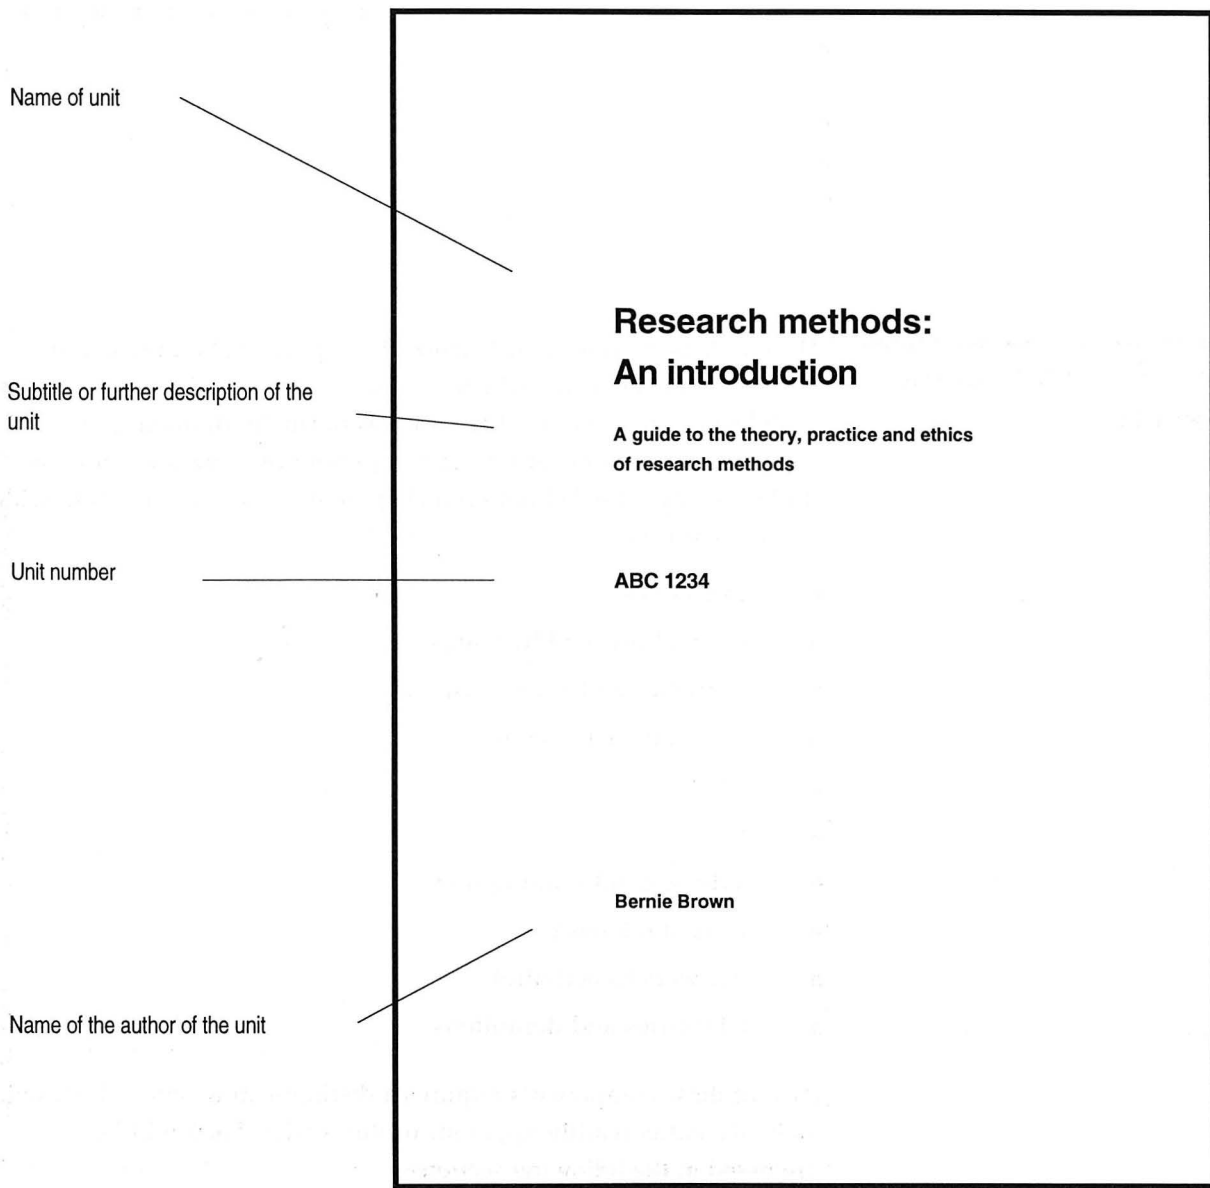 Name of unit
Research methods:
An introduction
Subtitle or further description of the
unit
A guide to the theory, practice and ethics
of research methods
Unit number
ABC 1234
Bernie Brown
Name of the author of the unit